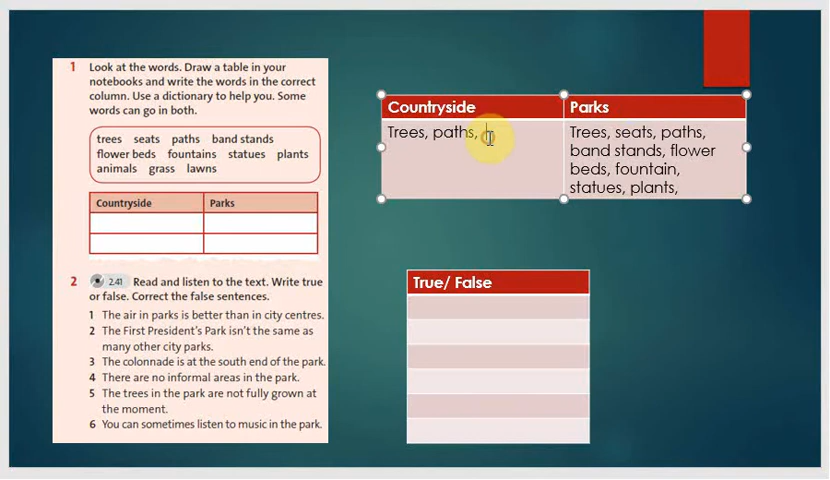 1 Look at the words. Draw a table in your
notebooks and write the words in the correct
column. Use a dictionary to help you. Some
words can go in both.
trees seats paths band stands
flower beds fountains statues plants
animals grass lawns
Countryside Parks
2 2.41 Read and listen to the text. Write true
or false. Correct the false sentences.
1 The air in parks is better than in city centres.
2 The First President's Park isn't the same as
many other city parks.
3 The colonnade is at the south end of the park.
4 There are no informal areas in the park.
5 The trees in the park are not fully grown at
the moment.
6 You can sometimes listen to music in the park.
Countryside Parks
Trees, paths,
Trees, seats, paths,
band stands, flower
beds, fountain,
statues, plants,
True/ False